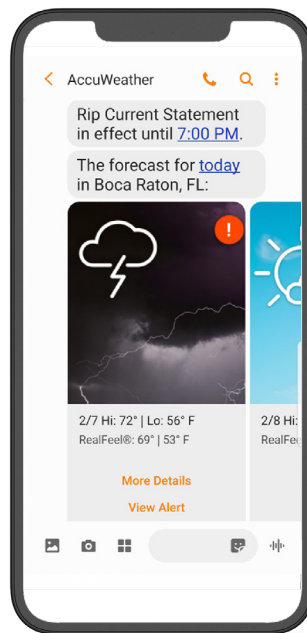 AccuWeather
Rip Current Statement
in effect until 7:00 PM.
The forecast for today
in Boca Raton, FL:
!
2/7 Hi: 72° | Lo: 56° F
RealFeel®: 69° | 53° F
More Details
View Alert
2/8 Hi: